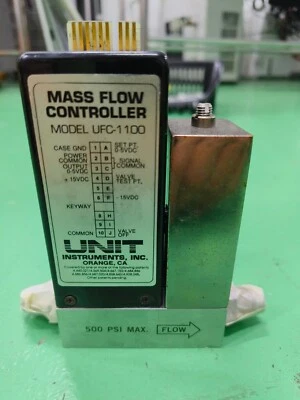 MASS FLOW
CONTROLLER
MODEL UFC-1100
CASE GND 1 A SET PT. 0-5VDC
POWER COMMON 2 B
OUTPUT 0-5VDC 3 C SIGNAL COMMON
+ 15VDC 4 D VALVE TEST PT.
5 E
6 F -15VDC
KEYWAY
8 H
9
COMMON 10 J VALVE OFF
UNIT
INSTRUMENTS, INC.
ORANGE, CA
500 PSI MAX. FLOW